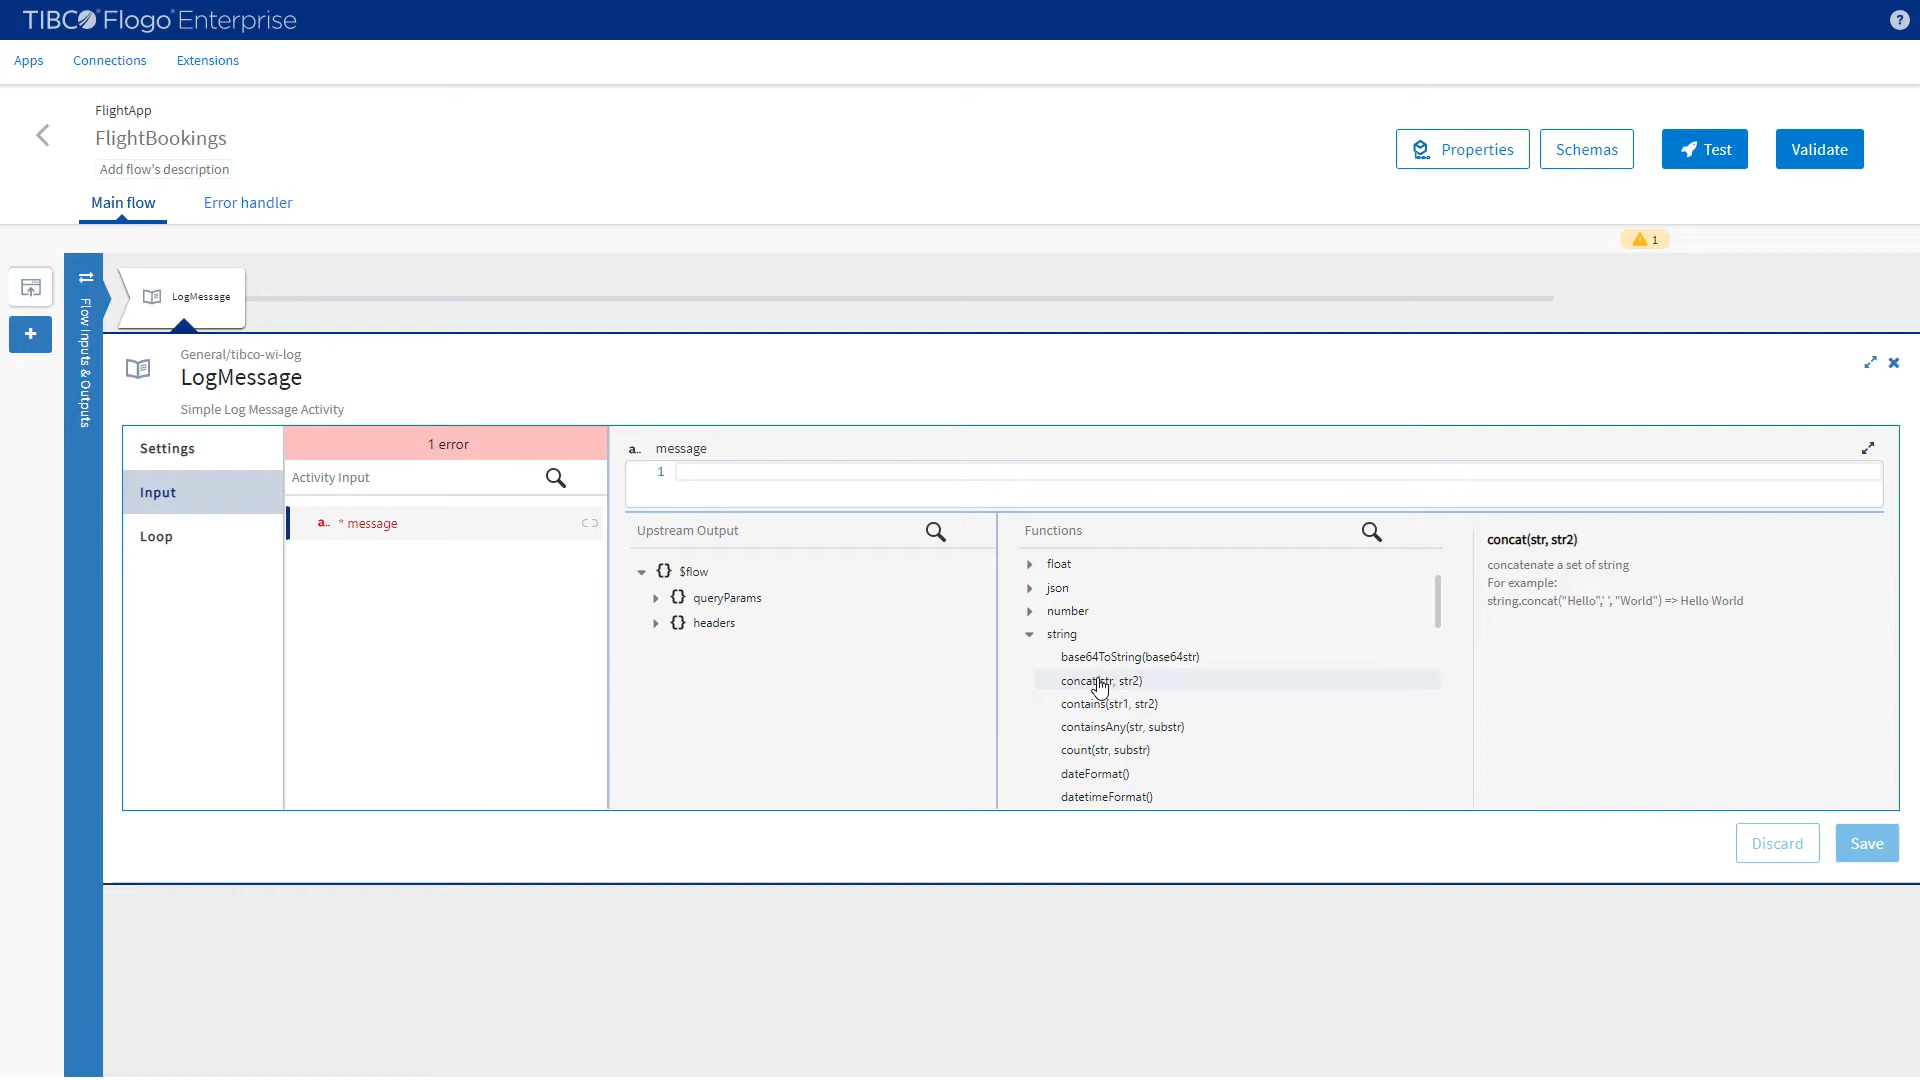 TIBCO Flogo® Enterprise
?
Apps Connections Extensions
FlightApp
FlightBookings
Add flow's description
Properties Schemas Test Validate
Main flow Error handler
1
Flow Inputs & Outputs
LogMessage
General/tibco-wi-log
LogMessage
Simple Log Message Activity
Settings
Input
Loop
1 error
Activity Input
a.. * message
a.. message
1
Upstream Output
{} $flow
{} queryParams
{} headers
Functions
float
json
number
string
base64ToString(base64str)
concat(str, str2)
contains(str1, str2)
containsAny(str, substr)
count(str, substr)
dateFormat()
datetimeFormat()
concat(str, str2)
concatenate a set of string
For example:
string.concat("Hello",' ', "World") => Hello World
Discard Save
+